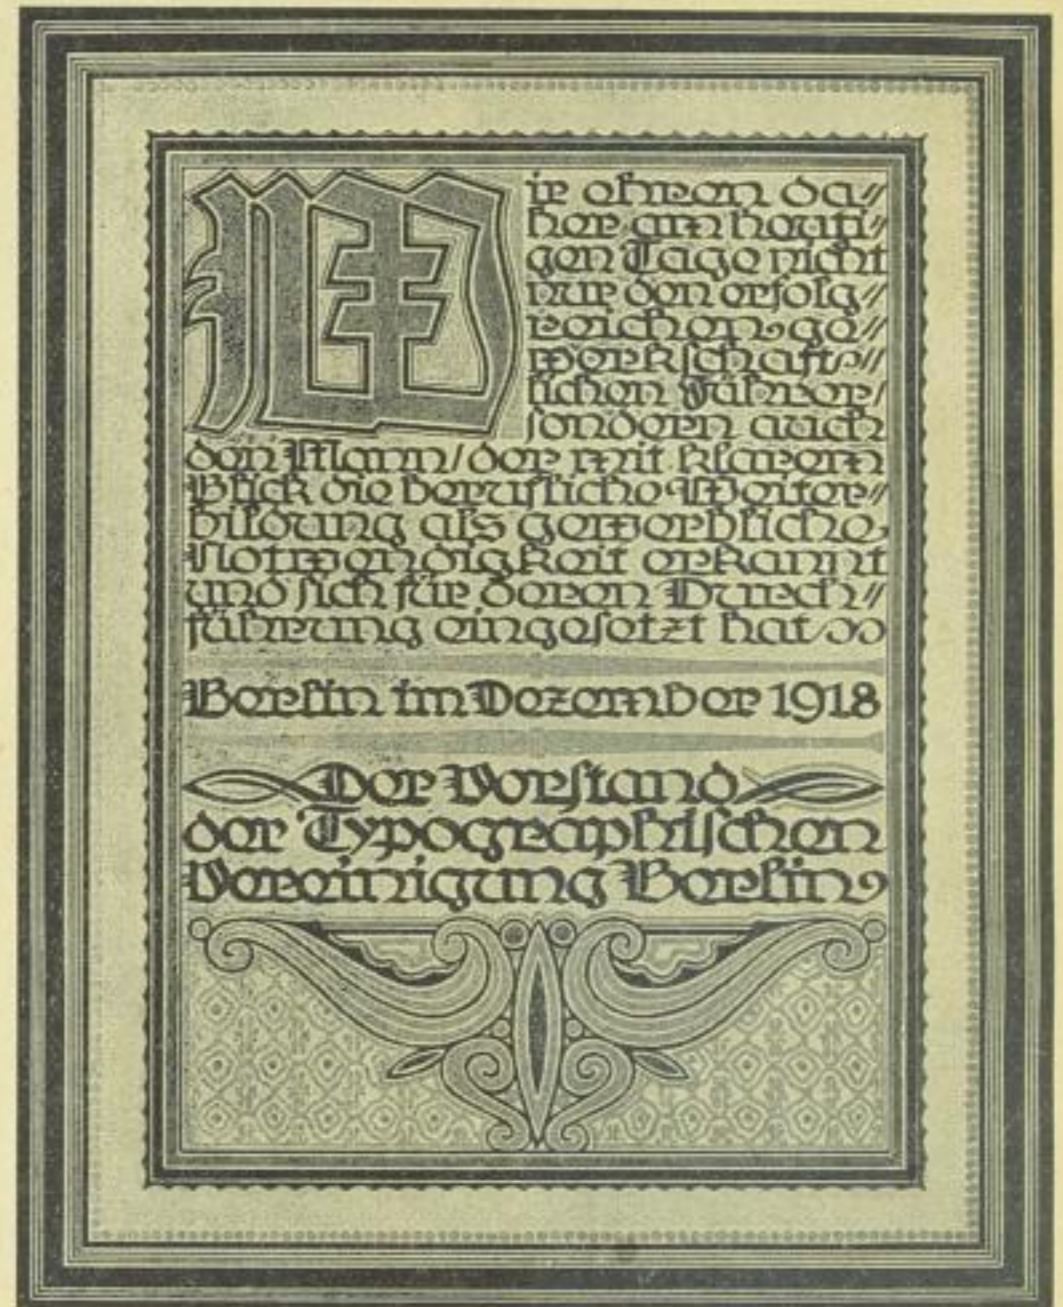 Wir ehren da⸗
her am heuti⸗
gen Tage nicht
nur den erfolg⸗
reichen ge⸗
werkschaft⸗
lichen Führer/
sondern auch
den Mann/der mit klarem
Blick die berufliche Weiter⸗
bildung als gewerbliche
Notwendigkeit erkannt
und sich für deren Durch⸗
führung eingesetzt hat
Berlin im Dezember 1918
Der Vorstand
der Typographischen
Vereinigung Berlin